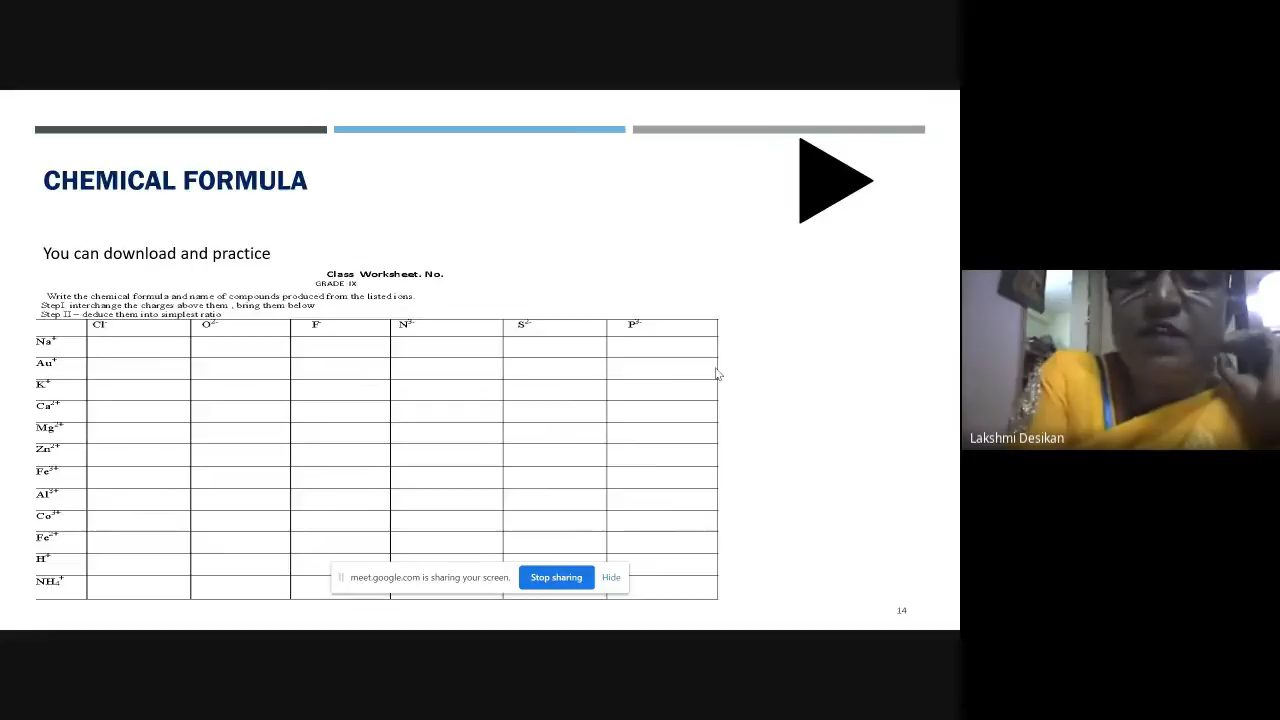 CHEMICAL FORMULA
You can download and practice
Class Worksheet. No.
GRADE IX
Write the chemical formula and name of compounds produced from the listed ions.
StepI interchange the charges above them , bring them below
Step II – deduce them into simplest ratio
Cl⁻ O²⁻ F⁻ N³⁻ S²⁻ P³⁻
Na⁺
Au⁺
K⁺
Ca²⁺
Mg²⁺
Zn²⁺
Fe³⁺
Al³⁺
Co³⁺
Fe²⁺
H⁺
NH₄⁺
meet.google.com is sharing your screen. Stop sharing Hide
14
Lakshmi Desikan